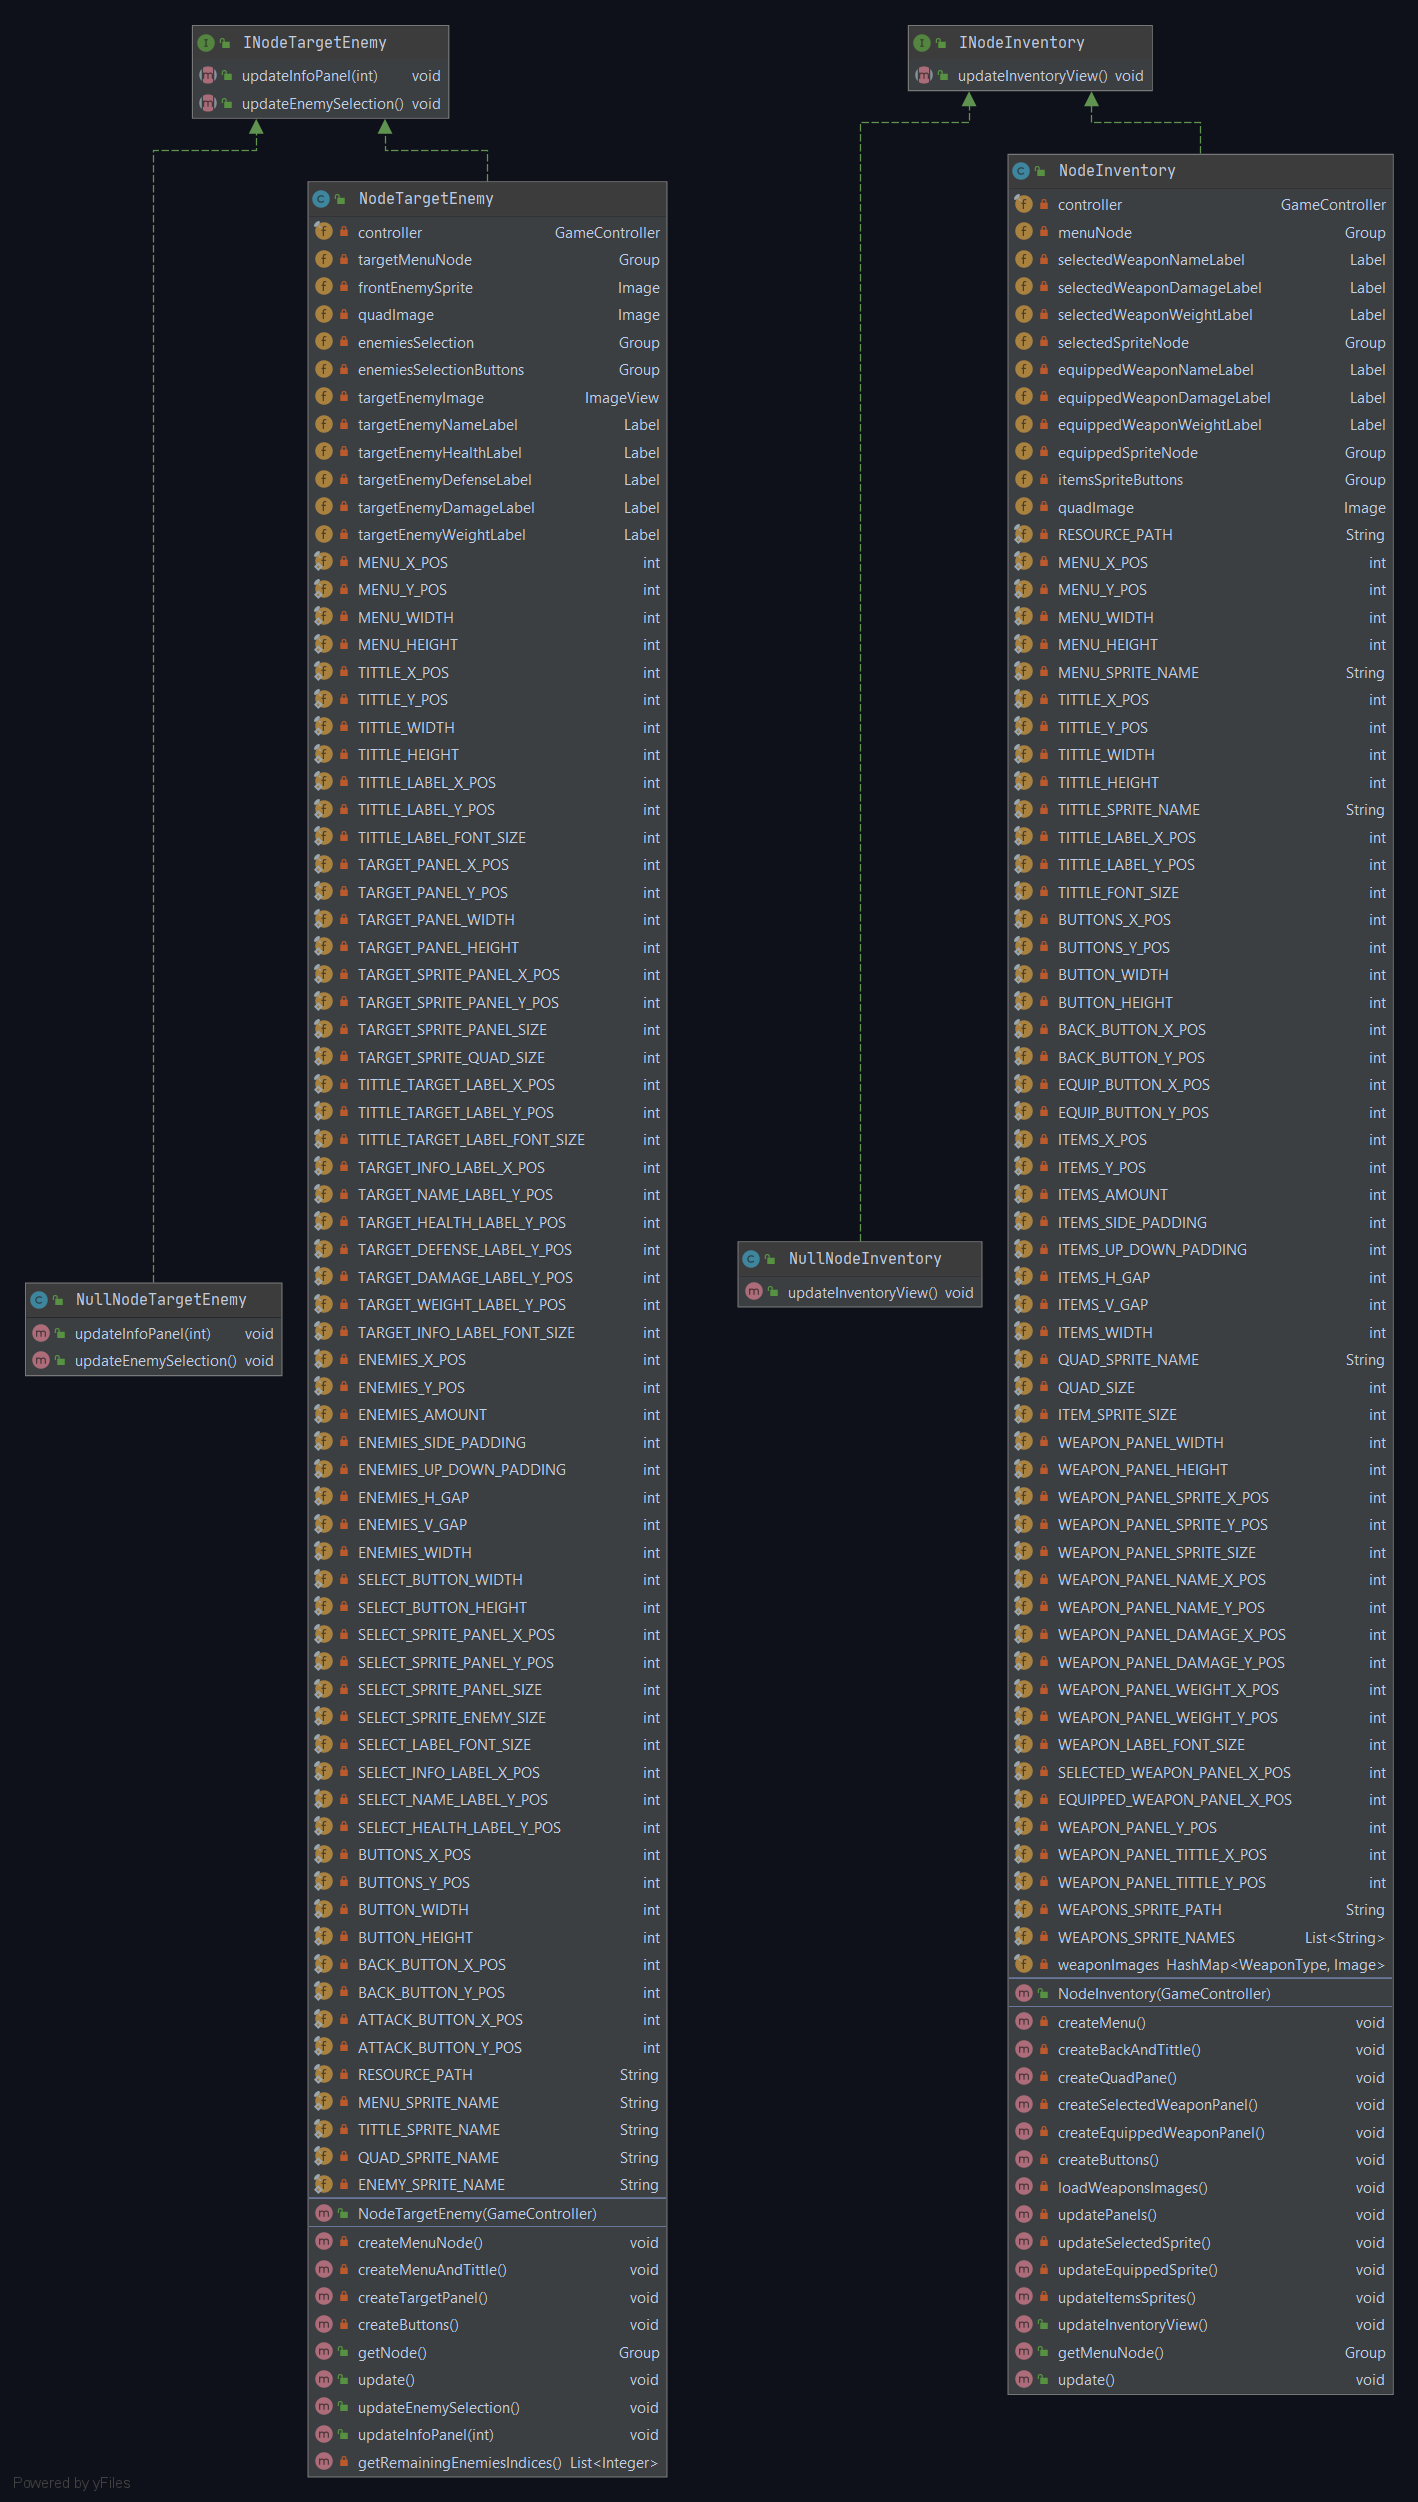 INodeTargetEnemy
updateInfoPanel(int) void
updateEnemySelection() void
INodeInventory
updateInventoryView() void
NodeTargetEnemy
controller GameController
targetMenuNode Group
frontEnemySprite Image
quadImage Image
enemiesSelection Group
enemiesSelectionButtons Group
targetEnemyImage ImageView
targetEnemyNameLabel Label
targetEnemyHealthLabel Label
targetEnemyDefenseLabel Label
targetEnemyDamageLabel Label
targetEnemyWeightLabel Label
MENU_X_POS int
MENU_Y_POS int
MENU_WIDTH int
MENU_HEIGHT int
TITTLE_X_POS int
TITTLE_Y_POS int
TITTLE_WIDTH int
TITTLE_HEIGHT int
TITTLE_LABEL_X_POS int
TITTLE_LABEL_Y_POS int
TITTLE_LABEL_FONT_SIZE int
TARGET_PANEL_X_POS int
TARGET_PANEL_Y_POS int
TARGET_PANEL_WIDTH int
TARGET_PANEL_HEIGHT int
TARGET_SPRITE_PANEL_X_POS int
TARGET_SPRITE_PANEL_Y_POS int
TARGET_SPRITE_PANEL_SIZE int
TARGET_SPRITE_QUAD_SIZE int
TITTLE_TARGET_LABEL_X_POS int
TITTLE_TARGET_LABEL_Y_POS int
TITTLE_TARGET_LABEL_FONT_SIZE int
TARGET_INFO_LABEL_X_POS int
TARGET_NAME_LABEL_Y_POS int
TARGET_HEALTH_LABEL_Y_POS int
TARGET_DEFENSE_LABEL_Y_POS int
TARGET_DAMAGE_LABEL_Y_POS int
TARGET_WEIGHT_LABEL_Y_POS int
TARGET_INFO_LABEL_FONT_SIZE int
ENEMIES_X_POS int
ENEMIES_Y_POS int
ENEMIES_AMOUNT int
ENEMIES_SIDE_PADDING int
ENEMIES_UP_DOWN_PADDING int
ENEMIES_H_GAP int
ENEMIES_V_GAP int
ENEMIES_WIDTH int
SELECT_BUTTON_WIDTH int
SELECT_BUTTON_HEIGHT int
SELECT_SPRITE_PANEL_X_POS int
SELECT_SPRITE_PANEL_Y_POS int
SELECT_SPRITE_PANEL_SIZE int
SELECT_SPRITE_ENEMY_SIZE int
SELECT_LABEL_FONT_SIZE int
SELECT_INFO_LABEL_X_POS int
SELECT_NAME_LABEL_Y_POS int
SELECT_HEALTH_LABEL_Y_POS int
BUTTONS_X_POS int
BUTTONS_Y_POS int
BUTTON_WIDTH int
BUTTON_HEIGHT int
BACK_BUTTON_X_POS int
BACK_BUTTON_Y_POS int
ATTACK_BUTTON_X_POS int
ATTACK_BUTTON_Y_POS int
RESOURCE_PATH String
MENU_SPRITE_NAME String
TITTLE_SPRITE_NAME String
QUAD_SPRITE_NAME String
ENEMY_SPRITE_NAME String
NodeTargetEnemy(GameController)
createMenuNode() void
createMenuAndTittle() void
createTargetPanel() void
createButtons() void
getNode() Group
update() void
updateEnemySelection() void
updateInfoPanel(int) void
getRemainingEnemiesIndices() List<Integer>
NodeInventory
controller GameController
menuNode Group
selectedWeaponNameLabel Label
selectedWeaponDamageLabel Label
selectedWeaponWeightLabel Label
selectedSpriteNode Group
equippedWeaponNameLabel Label
equippedWeaponDamageLabel Label
equippedWeaponWeightLabel Label
equippedSpriteNode Group
itemsSpriteButtons Group
quadImage Image
RESOURCE_PATH String
MENU_X_POS int
MENU_Y_POS int
MENU_WIDTH int
MENU_HEIGHT int
MENU_SPRITE_NAME String
TITTLE_X_POS int
TITTLE_Y_POS int
TITTLE_WIDTH int
TITTLE_HEIGHT int
TITTLE_SPRITE_NAME String
TITTLE_LABEL_X_POS int
TITTLE_LABEL_Y_POS int
TITTLE_FONT_SIZE int
BUTTONS_X_POS int
BUTTONS_Y_POS int
BUTTON_WIDTH int
BUTTON_HEIGHT int
BACK_BUTTON_X_POS int
BACK_BUTTON_Y_POS int
EQUIP_BUTTON_X_POS int
EQUIP_BUTTON_Y_POS int
ITEMS_X_POS int
ITEMS_Y_POS int
ITEMS_AMOUNT int
ITEMS_SIDE_PADDING int
ITEMS_UP_DOWN_PADDING int
ITEMS_H_GAP int
ITEMS_V_GAP int
ITEMS_WIDTH int
QUAD_SPRITE_NAME String
QUAD_SIZE int
ITEM_SPRITE_SIZE int
WEAPON_PANEL_WIDTH int
WEAPON_PANEL_HEIGHT int
WEAPON_PANEL_SPRITE_X_POS int
WEAPON_PANEL_SPRITE_Y_POS int
WEAPON_PANEL_SPRITE_SIZE int
WEAPON_PANEL_NAME_X_POS int
WEAPON_PANEL_NAME_Y_POS int
WEAPON_PANEL_DAMAGE_X_POS int
WEAPON_PANEL_DAMAGE_Y_POS int
WEAPON_PANEL_WEIGHT_X_POS int
WEAPON_PANEL_WEIGHT_Y_POS int
WEAPON_LABEL_FONT_SIZE int
SELECTED_WEAPON_PANEL_X_POS int
EQUIPPED_WEAPON_PANEL_X_POS int
WEAPON_PANEL_Y_POS int
WEAPON_PANEL_TITTLE_X_POS int
WEAPON_PANEL_TITTLE_Y_POS int
WEAPONS_SPRITE_PATH String
WEAPONS_SPRITE_NAMES List<String>
weaponImages HashMap<WeaponType, Image>
NodeInventory(GameController)
createMenu() void
createBackAndTittle() void
createQuadPane() void
createSelectedWeaponPanel() void
createEquippedWeaponPanel() void
createButtons() void
loadWeaponsImages() void
updatePanels() void
updateSelectedSprite() void
updateEquippedSprite() void
updateItemsSprites() void
updateInventoryView() void
getMenuNode() Group
update() void
NullNodeTargetEnemy
updateInfoPanel(int) void
updateEnemySelection() void
NullNodeInventory
updateInventoryView() void
Powered by yFiles